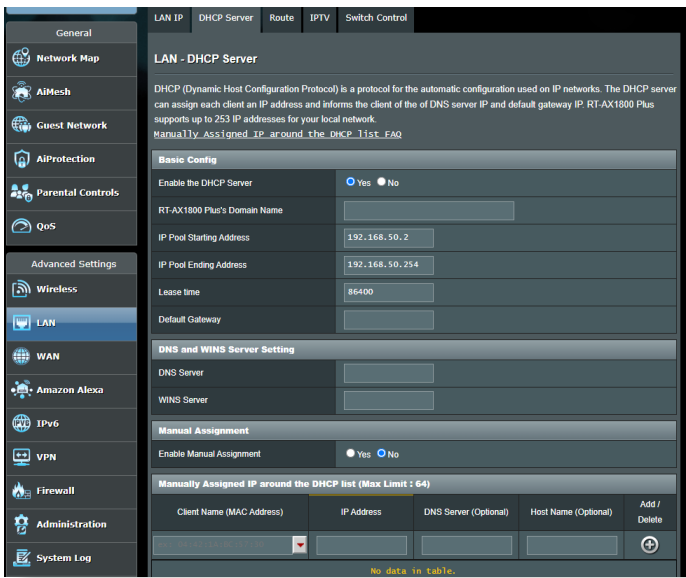 LAN IP DHCP Server Route IPTV Switch Control
General
Network Map
AiMesh
Guest Network
AiProtection
Parental Controls
QoS
Advanced Settings
Wireless
LAN
WAN
Amazon Alexa
IPv6
VPN
Firewall
Administration
System Log
LAN - DHCP Server
DHCP (Dynamic Host Configuration Protocol) is a protocol for the automatic configuration used on IP networks. The DHCP server
can assign each client an IP address and informs the client of the of DNS server IP and default gateway IP. RT-AX1800 Plus
supports up to 253 IP addresses for your local network.
Manually Assigned IP around the DHCP list FAQ
Basic Config
Enable the DHCP Server Yes No
RT-AX1800 Plus's Domain Name
IP Pool Starting Address 192.168.50.2
IP Pool Ending Address 192.168.50.254
Lease time 86400
Default Gateway
DNS and WINS Server Setting
DNS Server
WINS Server
Manual Assignment
Enable Manual Assignment Yes No
Manually Assigned IP around the DHCP list (Max Limit : 64)
Client Name (MAC Address) IP Address DNS Server (Optional) Host Name (Optional) Add /
Delete
No data in table.